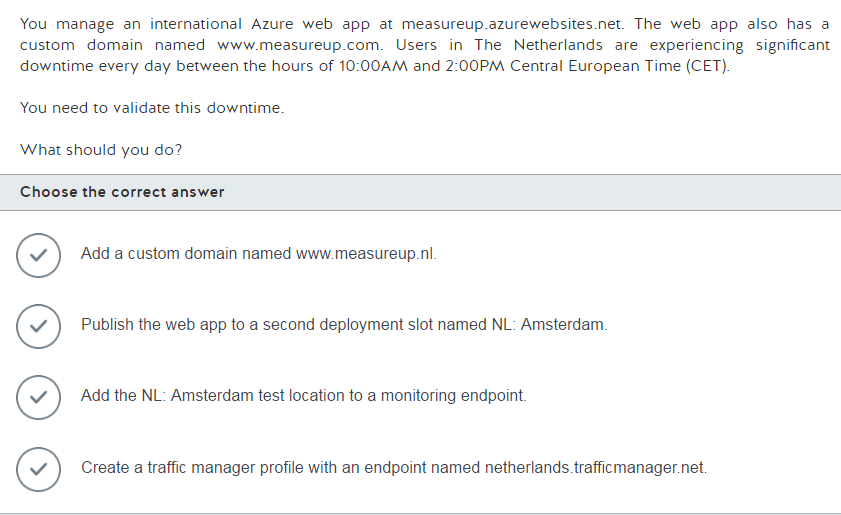 You manage an international Azure web app at measureup.azurewebsites.net. The web app also has a
custom domain named www.measureup.com. Users in The Netherlands are experiencing significant
downtime every day between the hours of 10:00AM and 2:00PM Central European Time (CET).
You need to validate this downtime.
What should you do?
Choose the correct answer
Add a custom domain named www.measureup.nl.
Publish the web app to a second deployment slot named NL: Amsterdam.
Add the NL: Amsterdam test location to a monitoring endpoint.
Create a traffic manager profile with an endpoint named netherlands.trafficmanager.net.